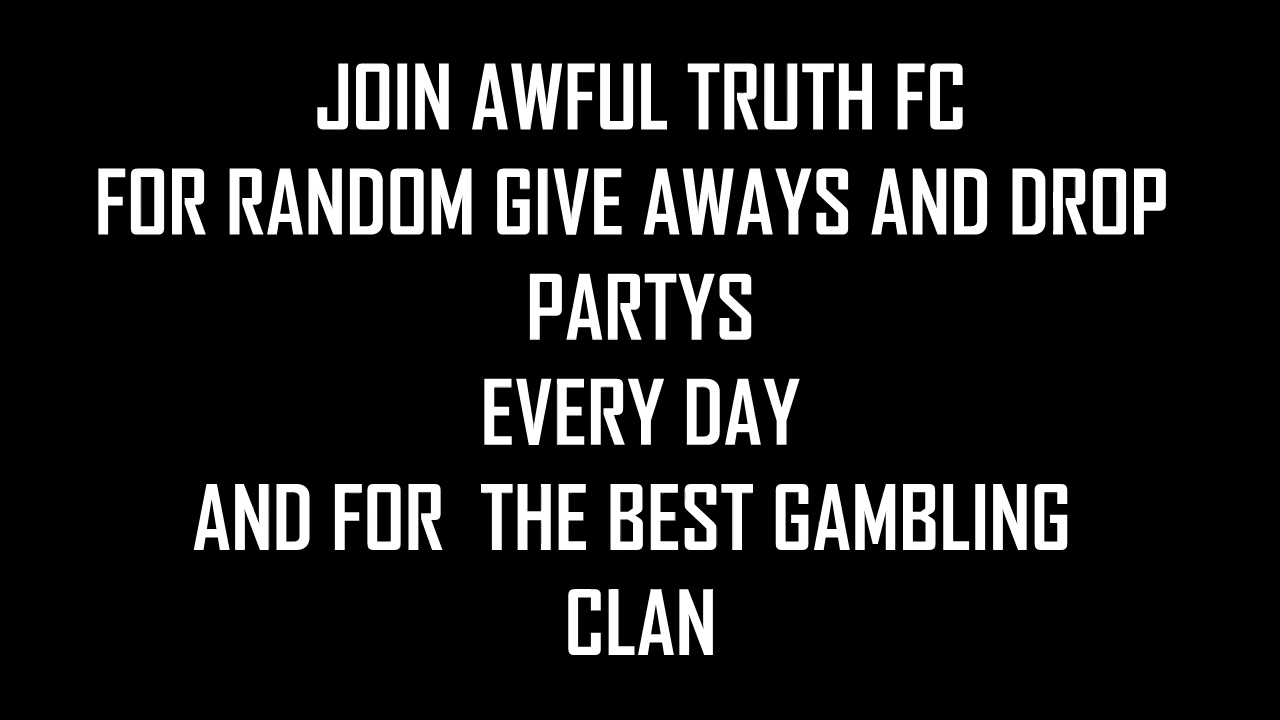 JOIN AWFUL TRUTH FC
FOR RANDOM GIVE AWAYS AND DROP
PARTYS
EVERY DAY
AND FOR  THE BEST GAMBLING
CLAN